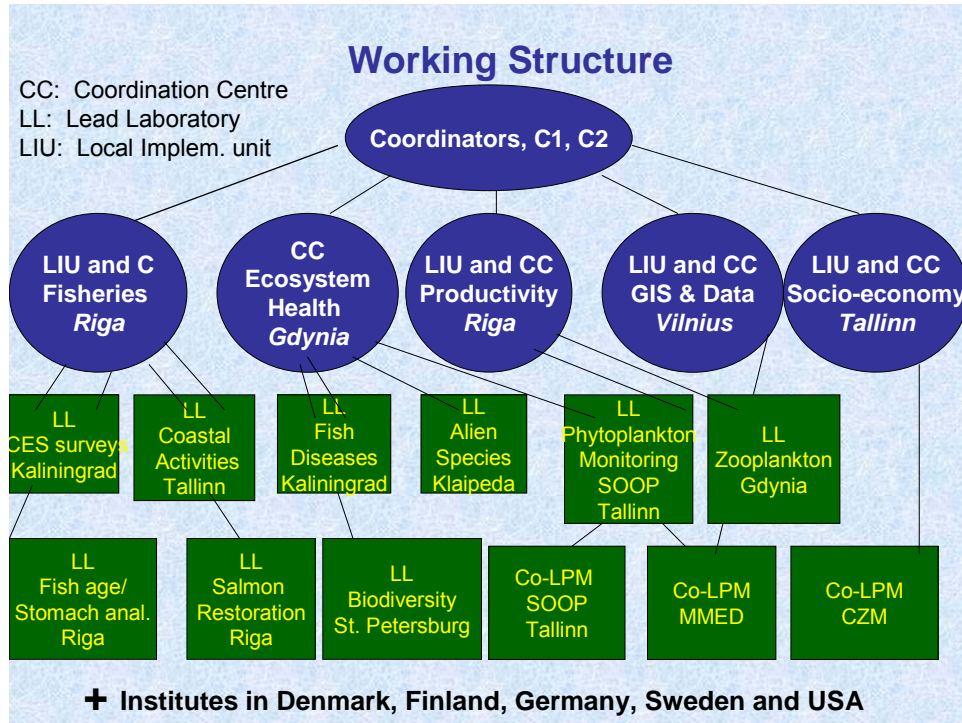 Working Structure
CC: Coordination Centre
LL: Lead Laboratory
LIU: Local Implem. unit
Coordinators, C1, C2
LIU and C
Fisheries
Riga
CC
Ecosystem
Health
Gdynia
LIU and CC
Productivity
Riga
LIU and CC
GIS & Data
Vilnius
LIU and CC
Socio-economy
Tallinn
LL
CES surveys
Kaliningrad
LL
Coastal
Activities
Tallinn
LL
Fish
Diseases
Kaliningrad
LL
Alien
Species
Klaipeda
LL
Phytoplankton
Monitoring
SOOP
Tallinn
LL
Zooplankton
Gdynia
LL
Fish age/
Stomach anal.
Riga
LL
Salmon
Restoration
Riga
LL
Biodiversity
St. Petersburg
Co-LPM
SOOP
Tallinn
Co-LPM
MMED
Co-LPM
CZM
+ Institutes in Denmark, Finland, Germany, Sweden and USA